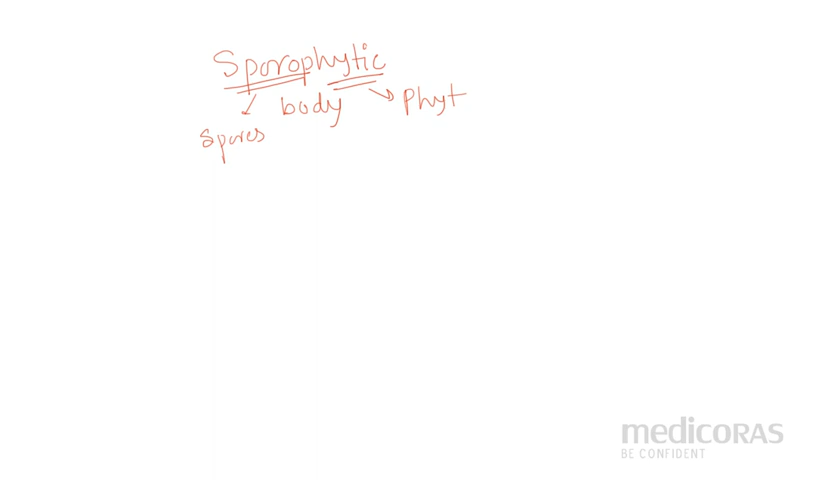 Sporophytic
body
Phyt
Spores
medicoRAS
BE CONFIDENT